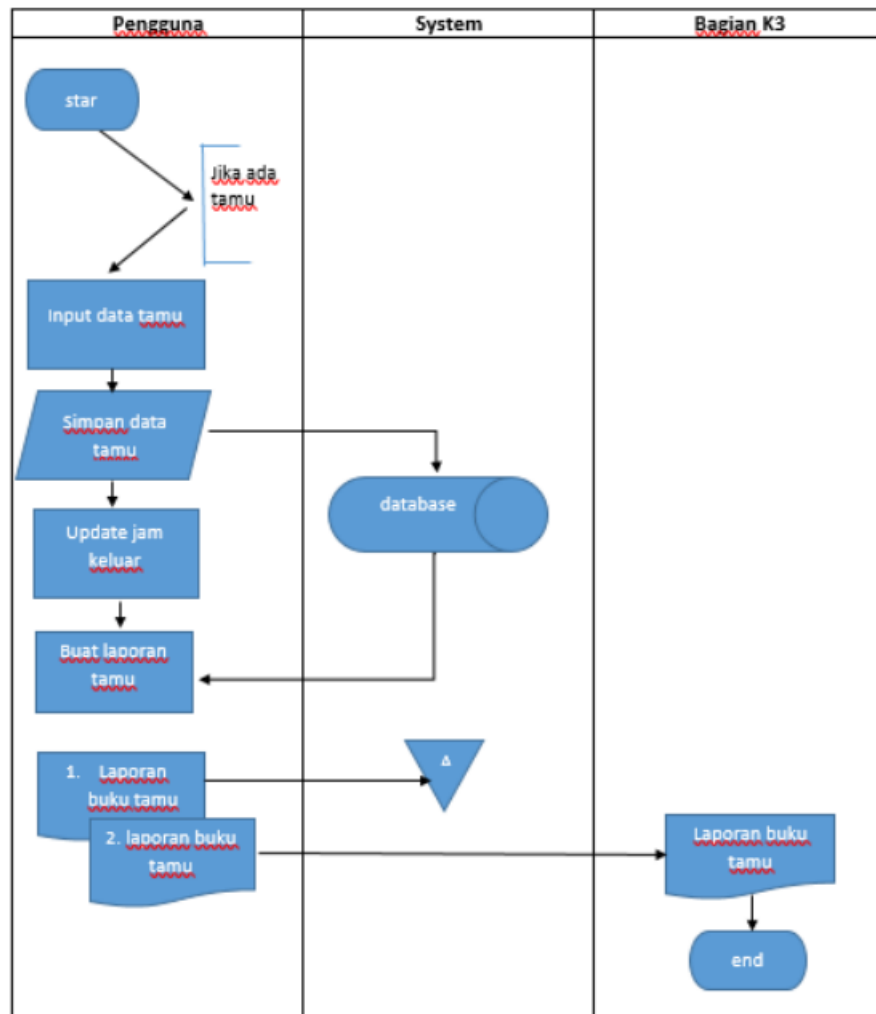 Pengguna
System
Bagian K3
star
Jika ada
tamu
Input data tamu
Simpan data
tamu
database
Update jam
keluar
Buat laporan
tamu
1. Laporan
buku tamu
2. laporan buku
tamu
Laporan buku
tamu
end